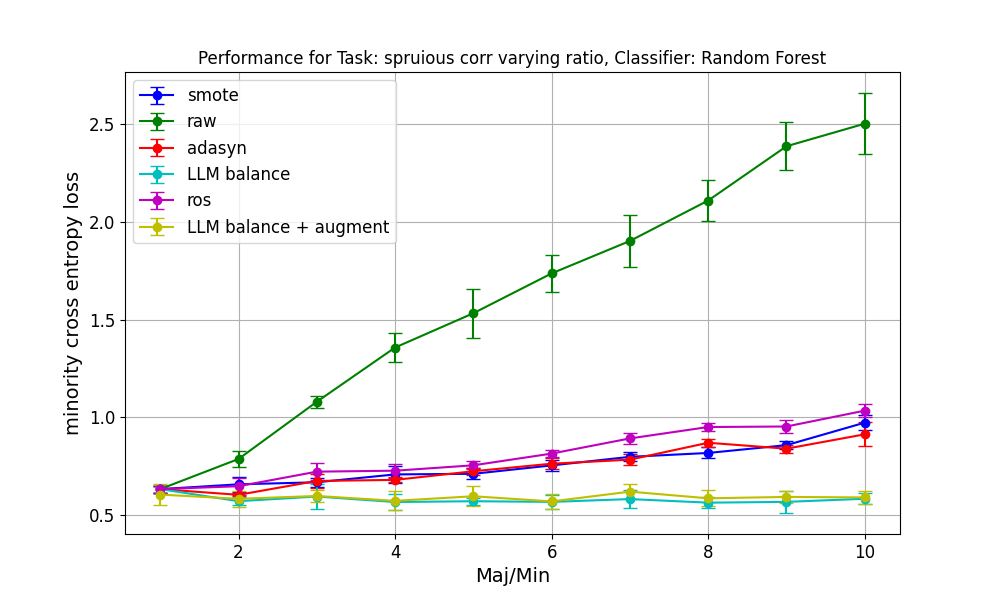 Performance for Task: spruious corr varying ratio, Classifier: Random Forest
smote
raw
adasyn
LLM balance
ros
LLM balance + augment
minority cross entropy loss
2.5
2.0
1.5
1.0
0.5
2 4 6 8 10
Maj/Min